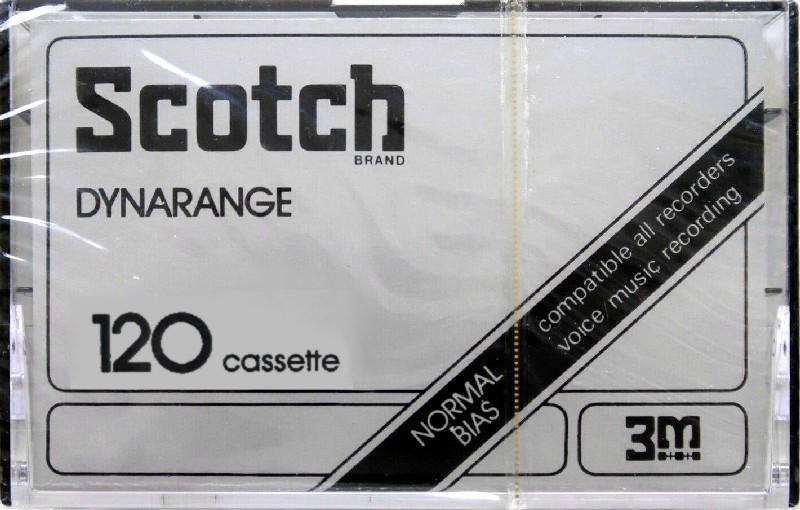 Scotch
BRAND
DYNARANGE
120 cassette
compatible all recorders
voice/music recording
NORMAL
BIAS
3M